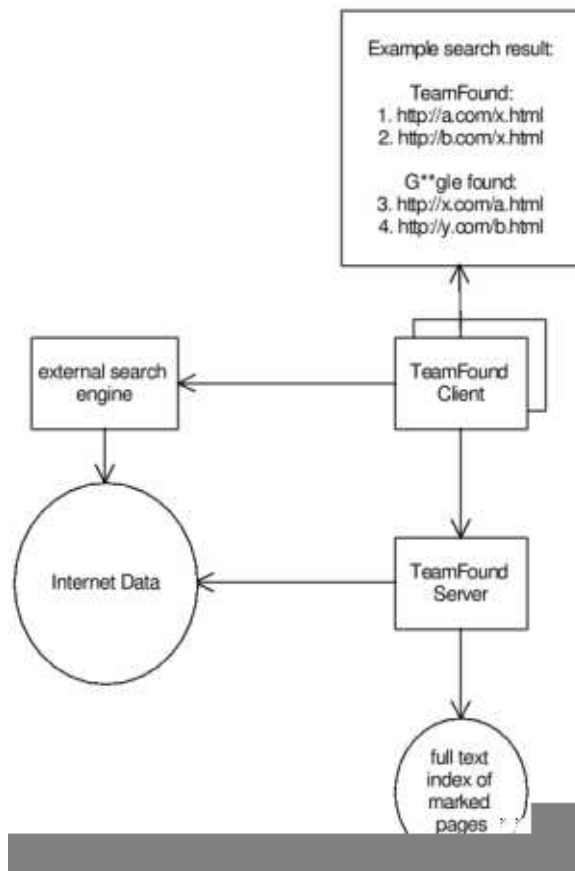 Example search result:
TeamFound:
1. http://a.com/x.html
2. http://b.com/x.html
G**gle found:
3. http://x.com/a.html
4. http://y.com/b.html
external search
engine
TeamFound
Client
Internet Data
TeamFound
Server
full text
index of
marked
pages